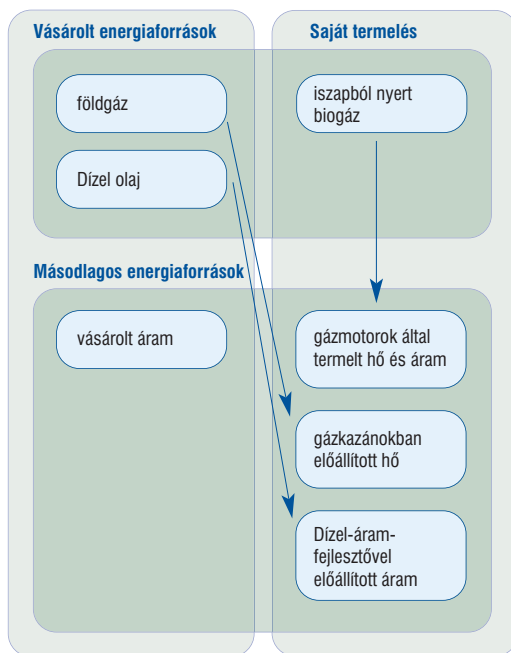 Vásárolt energiaforrások
Saját termelés
földgáz
iszapból nyert
biogáz
Dízel olaj
Másodlagos energiaforrások
vásárolt áram
gázmotorok által
termelt hő és áram
gázkazánokban
előállított hő
Dízel-áram-
fejlesztővel
előállított áram